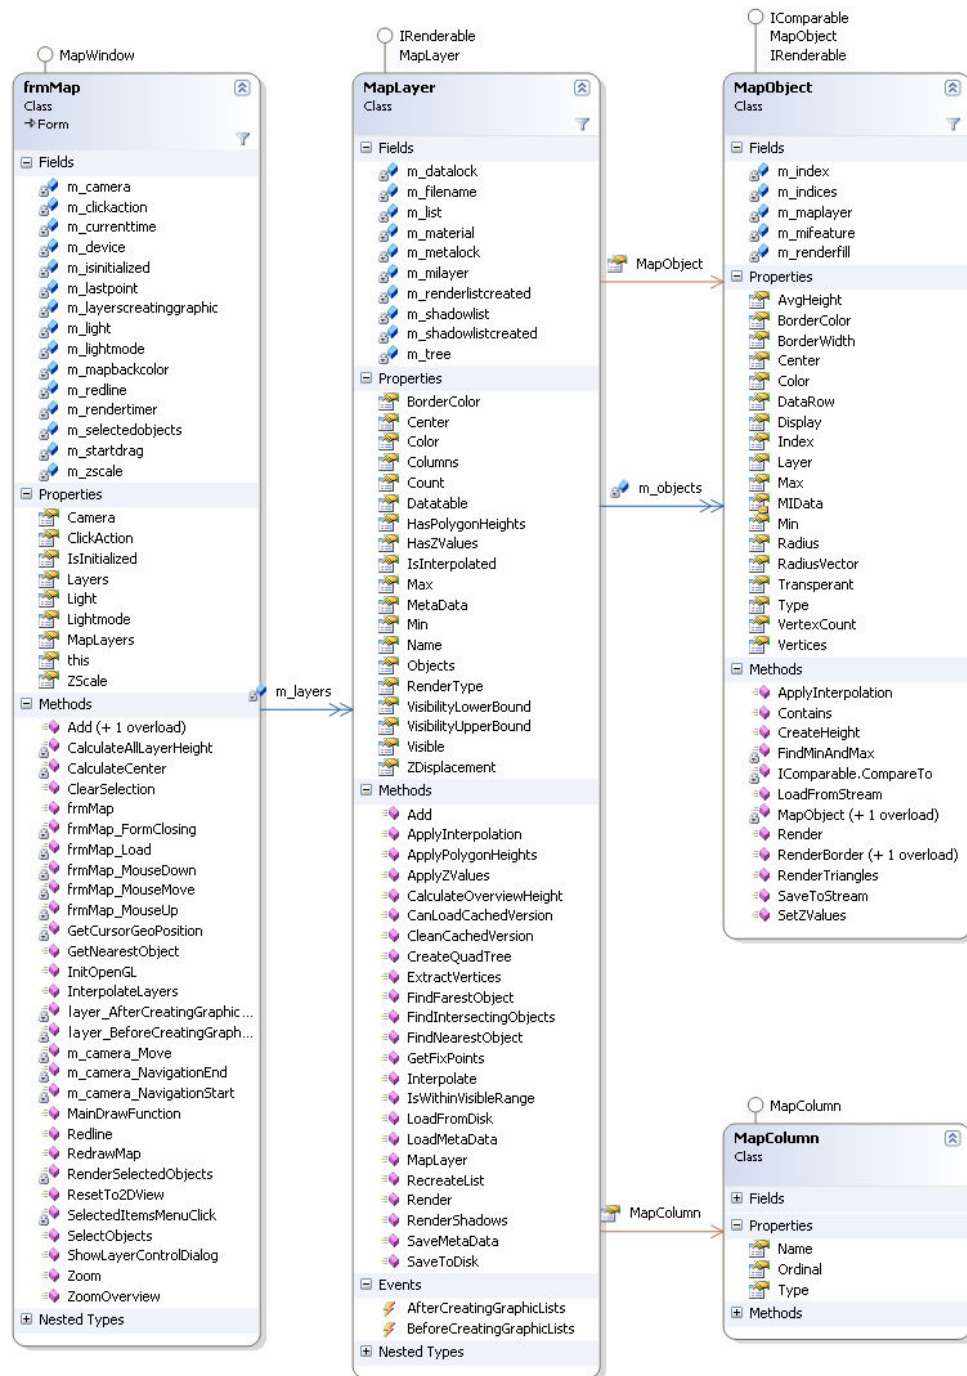 MapWindow
frmMap
Class
Form
Fields
m_camera
m_clickaction
m_currenttime
m_device
m_isinitialized
m_lastpoint
m_layerscreatinggraphic
m_light
m_lightmode
m_mapbackcolor
m_redline
m_rendertimer
m_selectedobjects
m_startdrag
m_zscale
Properties
Camera
ClickAction
IsInitialized
Layers
Light
Lightmode
MapLayers
this
ZScale
Methods
Add (+ 1 overload)
CalculateAllLayerHeight
CalculateCenter
ClearSelection
frmMap
frmMap_FormClosing
frmMap_Load
frmMap_MouseDown
frmMap_MouseMove
frmMap_MouseUp
GetCursorGeoPosition
GetNearestObject
InitOpenGL
InterpolateLayers
layer_AfterCreatingGraphic...
layer_BeforeCreatingGraph...
m_camera_Move
m_camera_NavigationEnd
m_camera_NavigationStart
MainDrawFunction
Redline
RedrawMap
RenderSelectedObjects
ResetTo2DView
SelectedItemsMenuClick
SelectObjects
ShowLayerControlDialog
Zoom
ZoomOverview
Nested Types
m_layers
IRenderable
MapLayer
MapLayer
Class
Fields
m_datalock
m_filename
m_list
m_material
m_metalock
m_milayer
m_renderlistcreated
m_shadowlist
m_shadowlistcreated
m_tree
Properties
BorderColor
Center
Color
Columns
Count
Datatable
HasPolygonHeights
HasZValues
IsInterpolated
Max
MetaData
Min
Name
Objects
RenderType
VisibilityLowerBound
VisibilityUpperBound
Visible
ZDisplacement
Methods
Add
ApplyInterpolation
ApplyPolygonHeights
ApplyZValues
CalculateOverviewHeight
CanLoadCachedVersion
CleanCachedVersion
CreateQuadTree
ExtractVertices
FindFarestObject
FindIntersectingObjects
FindNearestObject
GetFixPoints
Interpolate
IsWithinVisibleRange
LoadFromDisk
LoadMetaData
MapLayer
RecreateList
Render
RenderShadows
SaveMetaData
SaveToDisk
Events
AfterCreatingGraphicLists
BeforeCreatingGraphicLists
Nested Types
MapObject
m_objects
MapColumn
IComparable
MapObject
IRenderable
MapObject
Class
Fields
m_index
m_indices
m_maplayer
m_mifeature
m_renderfill
Properties
AvgHeight
BorderColor
BorderWidth
Center
Color
DataRow
Display
Index
Layer
Max
MIData
Min
Radius
RadiusVector
Transperant
Type
VertexCount
Vertices
Methods
ApplyInterpolation
Contains
CreateHeight
FindMinAndMax
IComparable.CompareTo
LoadFromStream
MapObject (+ 1 overload)
Render
RenderBorder (+ 1 overload)
RenderTriangles
SaveToStream
SetZValues
MapColumn
MapColumn
Class
Fields
Properties
Name
Ordinal
Type
Methods